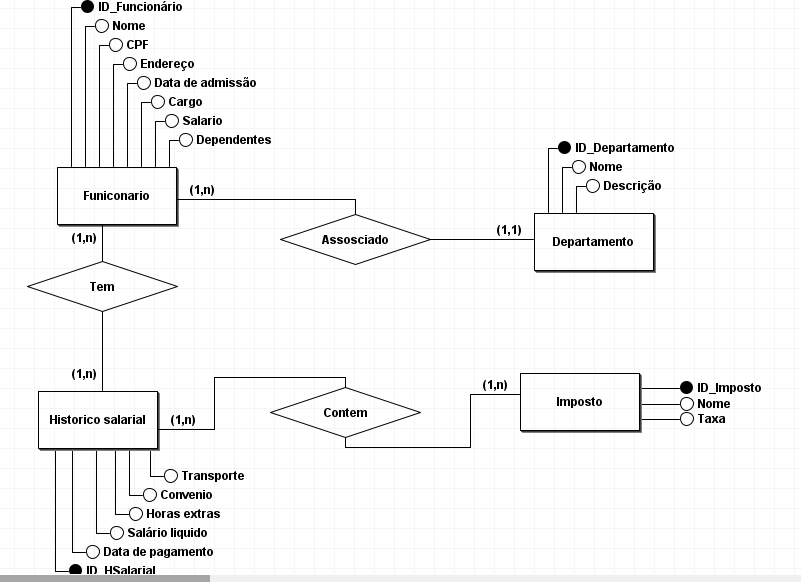 ID_Funcionário
Nome
CPF
Endereço
Data de admissão
Cargo
Salario
Dependentes
Funiconario
(1,n)
Assosciado
(1,1)
ID_Departamento
Nome
Descrição
Departamento
(1,n)
Tem
(1,n)
Historico salarial
(1,n)
Contem
(1,n)
Imposto
ID_Imposto
Nome
Taxa
Transporte
Convenio
Horas extras
Salário liquido
Data de pagamento
ID_HSalarial